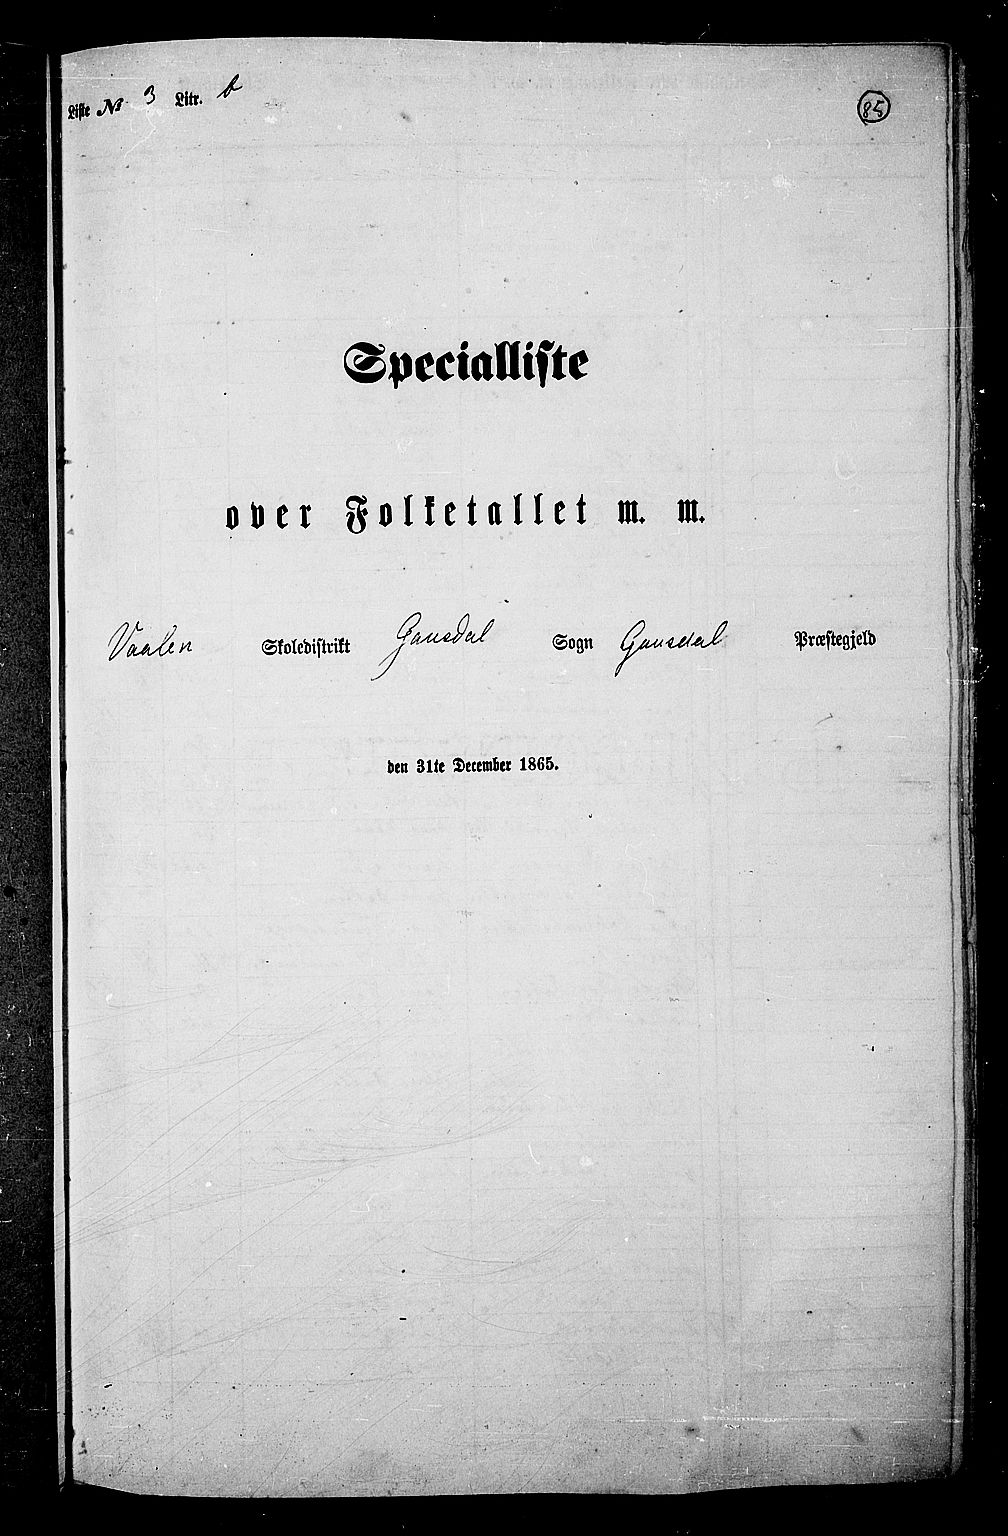 Liste № 3 Litr. b
85
Specialliste
over Folketallet m. m.
Vaalen Skoledistrikt Gausdal Sogn Gausdal Præstegjeld
den 31te December 1865.